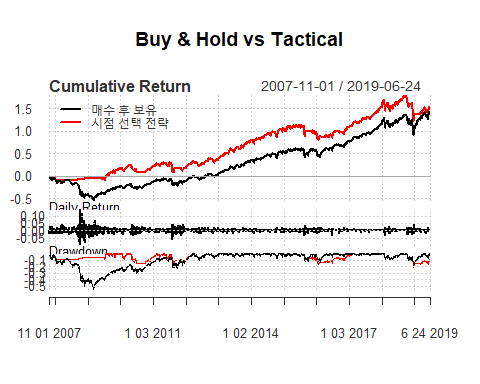 Buy & Hold vs Tactical
Cumulative Return 2007-11-01 / 2019-06-24
매수 후 보유
시점 선택 전략
1.5
1.0
0.5
0.0
-0.5
Daily Return
0.10
0.05
0.00
-0.05
Drawdown
-0.1
-0.2
-0.3
-0.4
-0.5
11 01 2007 1 03 2011 1 02 2014 1 03 2017 6 24 2019